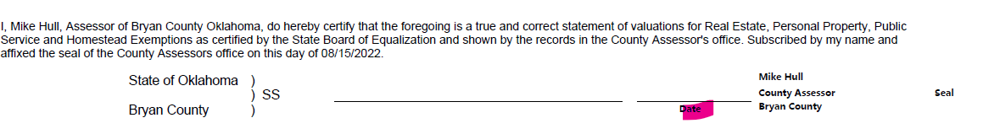 I, Mike Hull, Assessor of Bryan County Oklahoma, do hereby certify that the foregoing is a true and correct statement of valuations for Real Estate, Personal Property, Public
Service and Homestead Exemptions as certified by the State Board of Equalization and shown by the records in the County Assessor's office. Subscribed by my name and
affixed the seal of the County Assessors office on this day of 08/15/2022.
State of Oklahoma )
) SS
Bryan County )
Date
Mike Hull
County Assessor
Bryan County
Seal